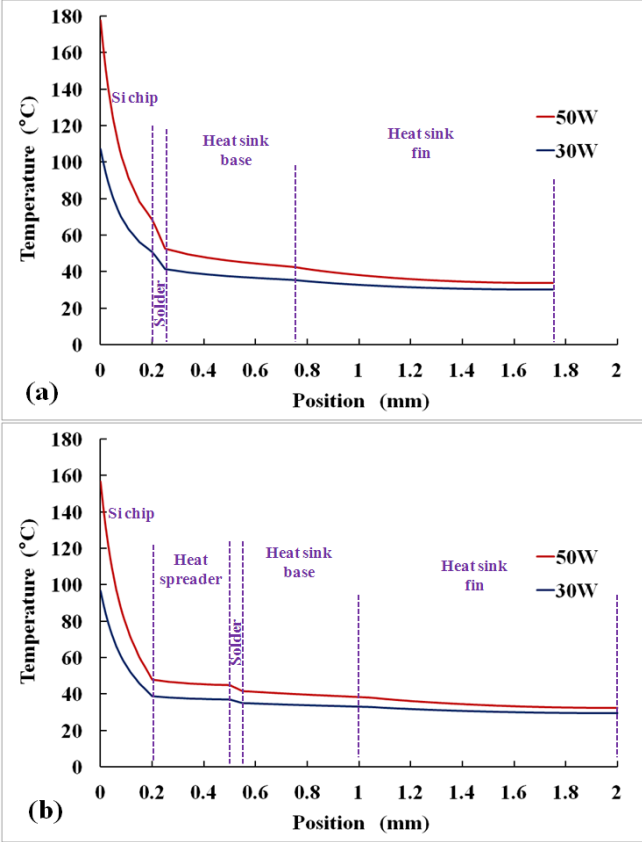 180
160
140
120
100
80
60
40
20
0
Temperature (°C)
Si chip
Solder
Heat sink
base
Heat sink
fin
50W
30W
0 0.2 0.4 0.6 0.8 1 1.2 1.4 1.6 1.8 2
Position (mm)
(a)
180
160
140
120
100
80
60
40
20
0
Temperature (°C)
Si chip
Heat
spreader
Solder
Heat sink
base
Heat sink
fin
50W
30W
0 0.2 0.4 0.6 0.8 1 1.2 1.4 1.6 1.8 2
Position (mm)
(b)